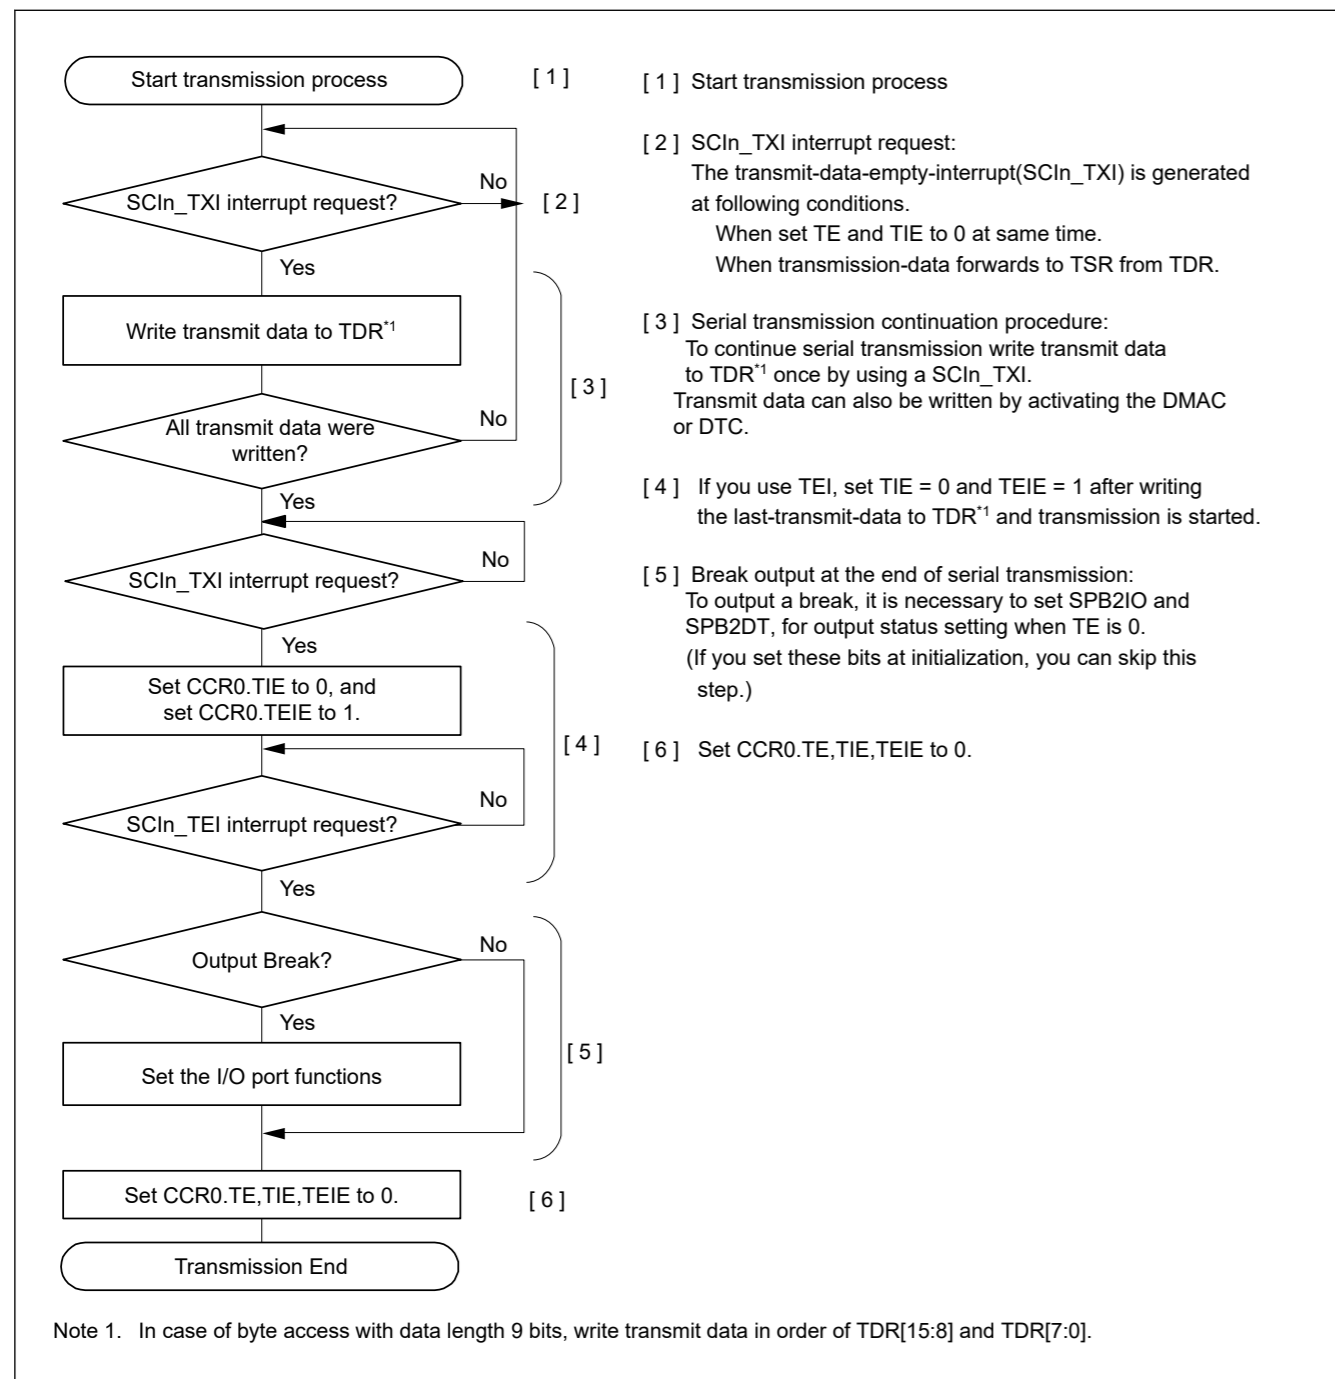 Start transmission process
[ 1 ]
SCIn_TXI interrupt request?
No
[ 2 ]
Yes
Write transmit data to TDR*1
[ 3 ]
All transmit data were
written?
No
Yes
SCIn_TXI interrupt request?
No
Yes
Set CCR0.TIE to 0, and
set CCR0.TEIE to 1.
[ 4 ]
SCIn_TEI interrupt request?
No
Yes
Output Break?
No
Yes
[ 5 ]
Set the I/O port functions
Set CCR0.TE,TIE,TEIE to 0.
[ 6 ]
Transmission End
[ 1 ] Start transmission process
[ 2 ] SCIn_TXI interrupt request:
The transmit-data-empty-interrupt(SCIn_TXI) is generated
at following conditions.
When set TE and TIE to 0 at same time.
When transmission-data forwards to TSR from TDR.
[ 3 ] Serial transmission continuation procedure:
To continue serial transmission write transmit data
to TDR*1 once by using a SCIn_TXI.
Transmit data can also be written by activating the DMAC
or DTC.
[ 4 ] If you use TEI, set TIE = 0 and TEIE = 1 after writing
the last-transmit-data to TDR*1 and transmission is started.
[ 5 ] Break output at the end of serial transmission:
To output a break, it is necessary to set SPB2IO and
SPB2DT, for output status setting when TE is 0.
(If you set these bits at initialization, you can skip this
step.)
[ 6 ] Set CCR0.TE,TIE,TEIE to 0.
Note 1. In case of byte access with data length 9 bits, write transmit data in order of TDR[15:8] and TDR[7:0].